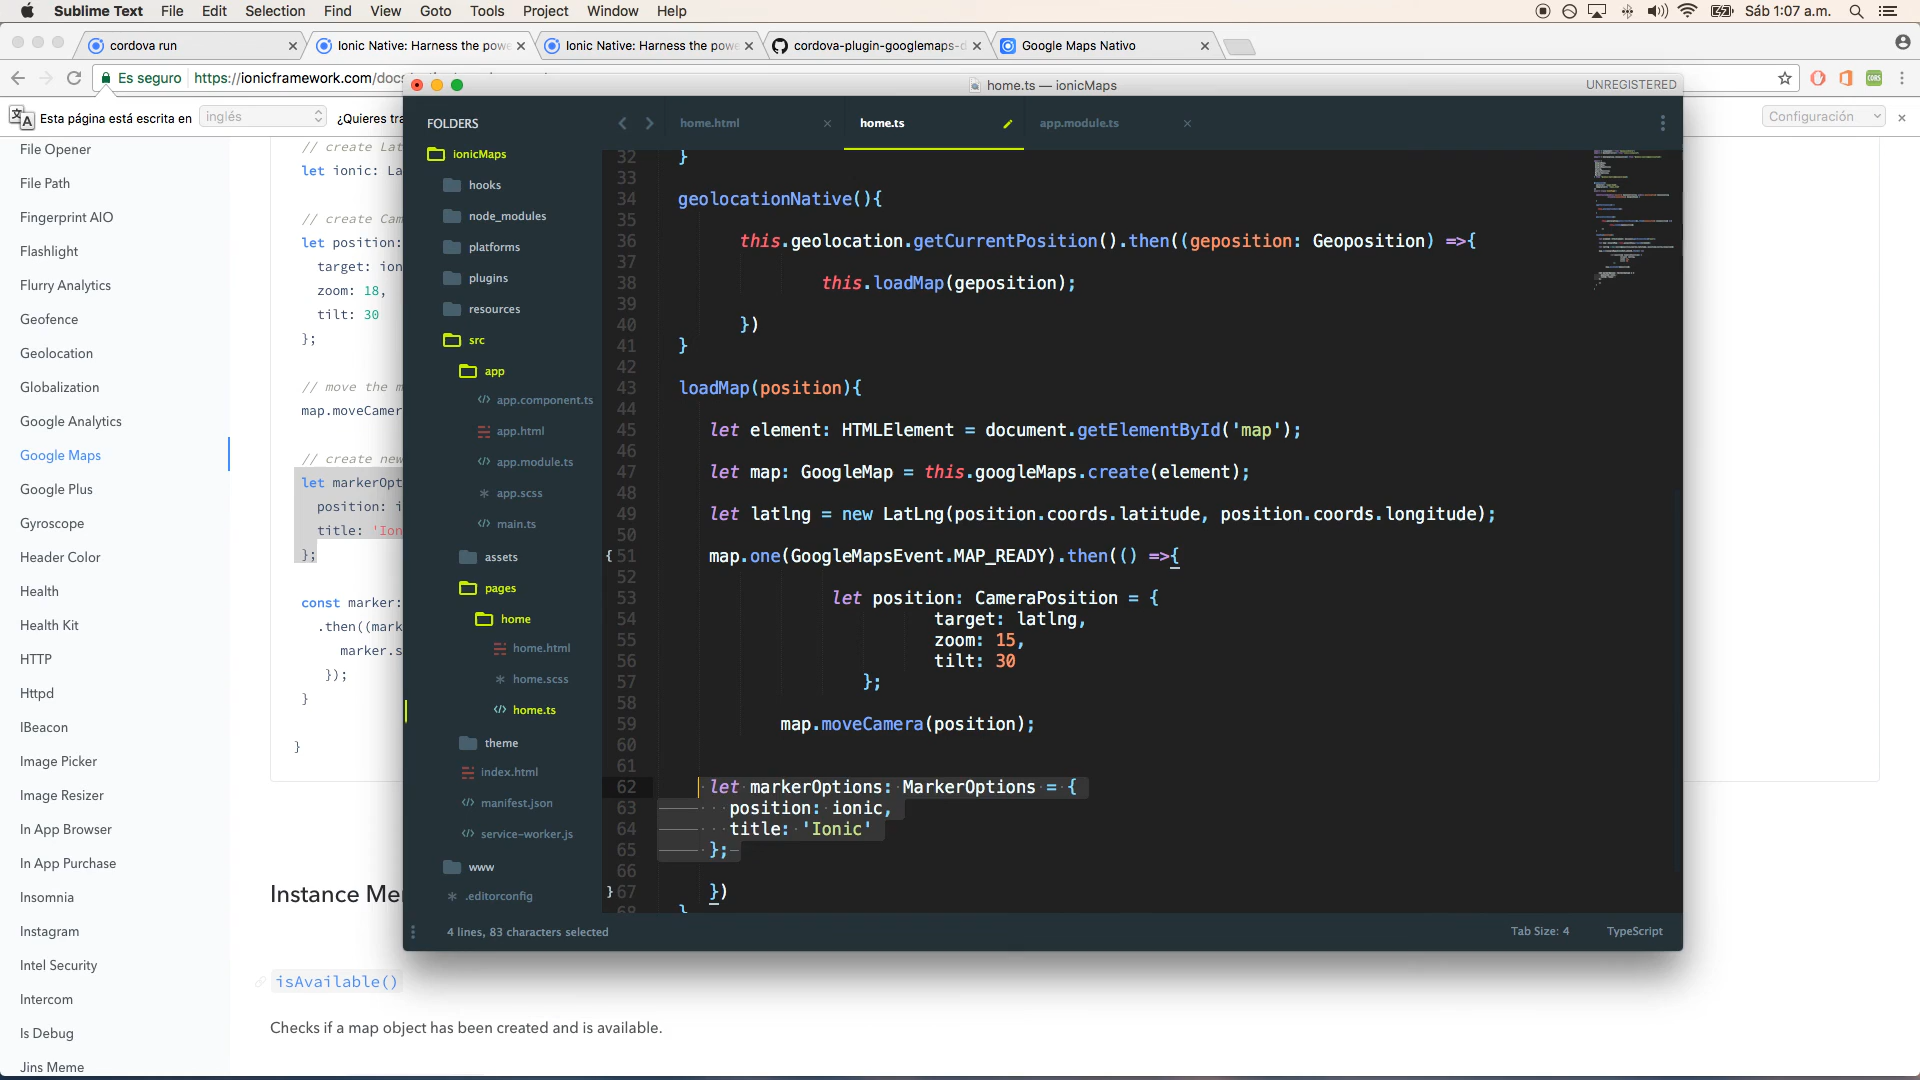 Sublime Text File Edit Selection Find View Goto Tools Project Window Help Sáb 1:07 a.m.
cordova run
Ionic Native: Harness the powe
Ionic Native: Harness the powe
cordova-plugin-googlemaps-d
Google Maps Nativo
Es seguro https://ionicframework.com/docs
home.ts — ionicMaps
UNREGISTERED
Esta página está escrita en inglés ¿Quieres tra
Configuración
File Opener
File Path
Fingerprint AIO
Flashlight
Flurry Analytics
Geofence
Geolocation
Globalization
Google Analytics
Google Maps
Google Plus
Gyroscope
Header Color
Health
Health Kit
HTTP
Httpd
IBeacon
Image Picker
Image Resizer
In App Browser
In App Purchase
Insomnia
Instagram
Intel Security
Intercom
Is Debug
Jins Meme
// create Lat
let ionic: La
// create Cam
let position:
target: ion
zoom: 18,
tilt: 30
};
// move the m
map.moveCamer
// create new
let markerOpt
position: i
title: 'Ion
};
const marker:
.then((mark
marker.s
});
}
}
Instance Me
isAvailable()
Checks if a map object has been created and is available.
FOLDERS
ionicMaps
hooks
node_modules
platforms
plugins
resources
src
app
app.component.ts
app.html
app.module.ts
app.scss
main.ts
assets
pages
home
home.html
home.scss
home.ts
theme
index.html
manifest.json
service-worker.js
www
.editorconfig
home.html
home.ts
app.module.ts
32 }
33
34 geolocationNative(){
35
36 this.geolocation.getCurrentPosition().then((geposition: Geoposition) =>{
37
38 this.loadMap(geposition);
39
40 })
41 }
42
43 loadMap(position){
44
45 let element: HTMLElement = document.getElementById('map');
46
47 let map: GoogleMap = this.googleMaps.create(element);
48
49 let latlng = new LatLng(position.coords.latitude, position.coords.longitude);
50
{51 map.one(GoogleMapsEvent.MAP_READY).then(() =>{
52
53 let position: CameraPosition = {
54 target: latlng,
55 zoom: 15,
56 tilt: 30
57 };
58
59 map.moveCamera(position);
60
61
62 let markerOptions: MarkerOptions = {
63 position: ionic,
64 title: 'Ionic'
65 };
66
}67 })
68 }
4 lines, 83 characters selected
Tab Size: 4
TypeScript